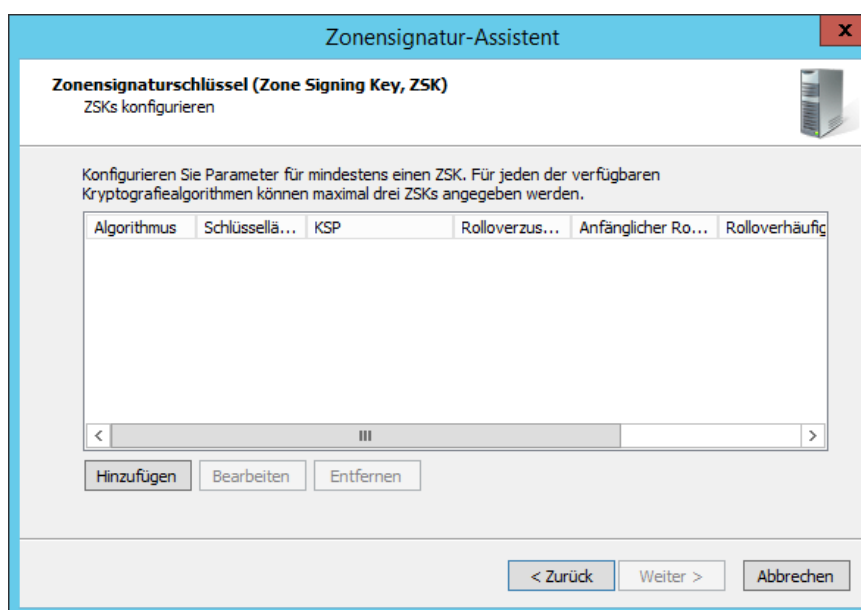 Zonensignatur-Assistent
x
Zonensignaturschlüssel (Zone Signing Key, ZSK)
ZSKs konfigurieren
Konfigurieren Sie Parameter für mindestens einen ZSK. Für jeden der verfügbaren
Kryptografiealgorithmen können maximal drei ZSKs angegeben werden.
Algorithmus Schlüssellä... KSP Rolloverzus... Anfänglicher Ro... Rolloverhäufig
Hinzufügen Bearbeiten Entfernen
< Zurück Weiter > Abbrechen